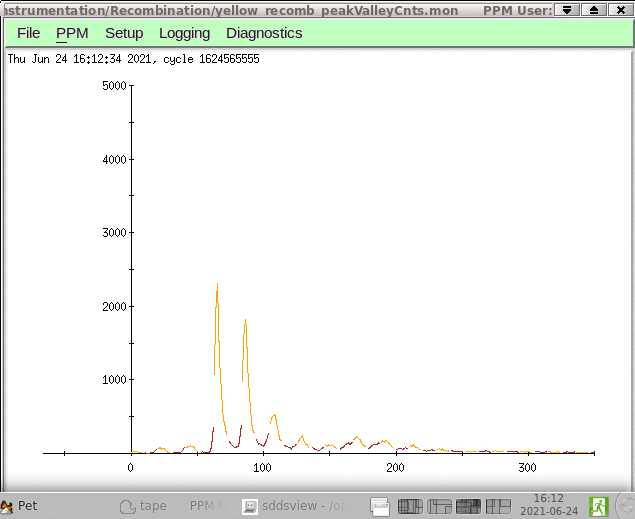 nstrumentation/Recombination/yellow_recomb_peakValleyCnts.mon PPM User:
File PPM Setup Logging Diagnostics
Thu Jun 24 16:12:34 2021, cycle 1624565555
5000
4000
3000
2000
1000
0 100 200 300
Pet tape PPM U sddsview - /op 16:12
2021-06-24